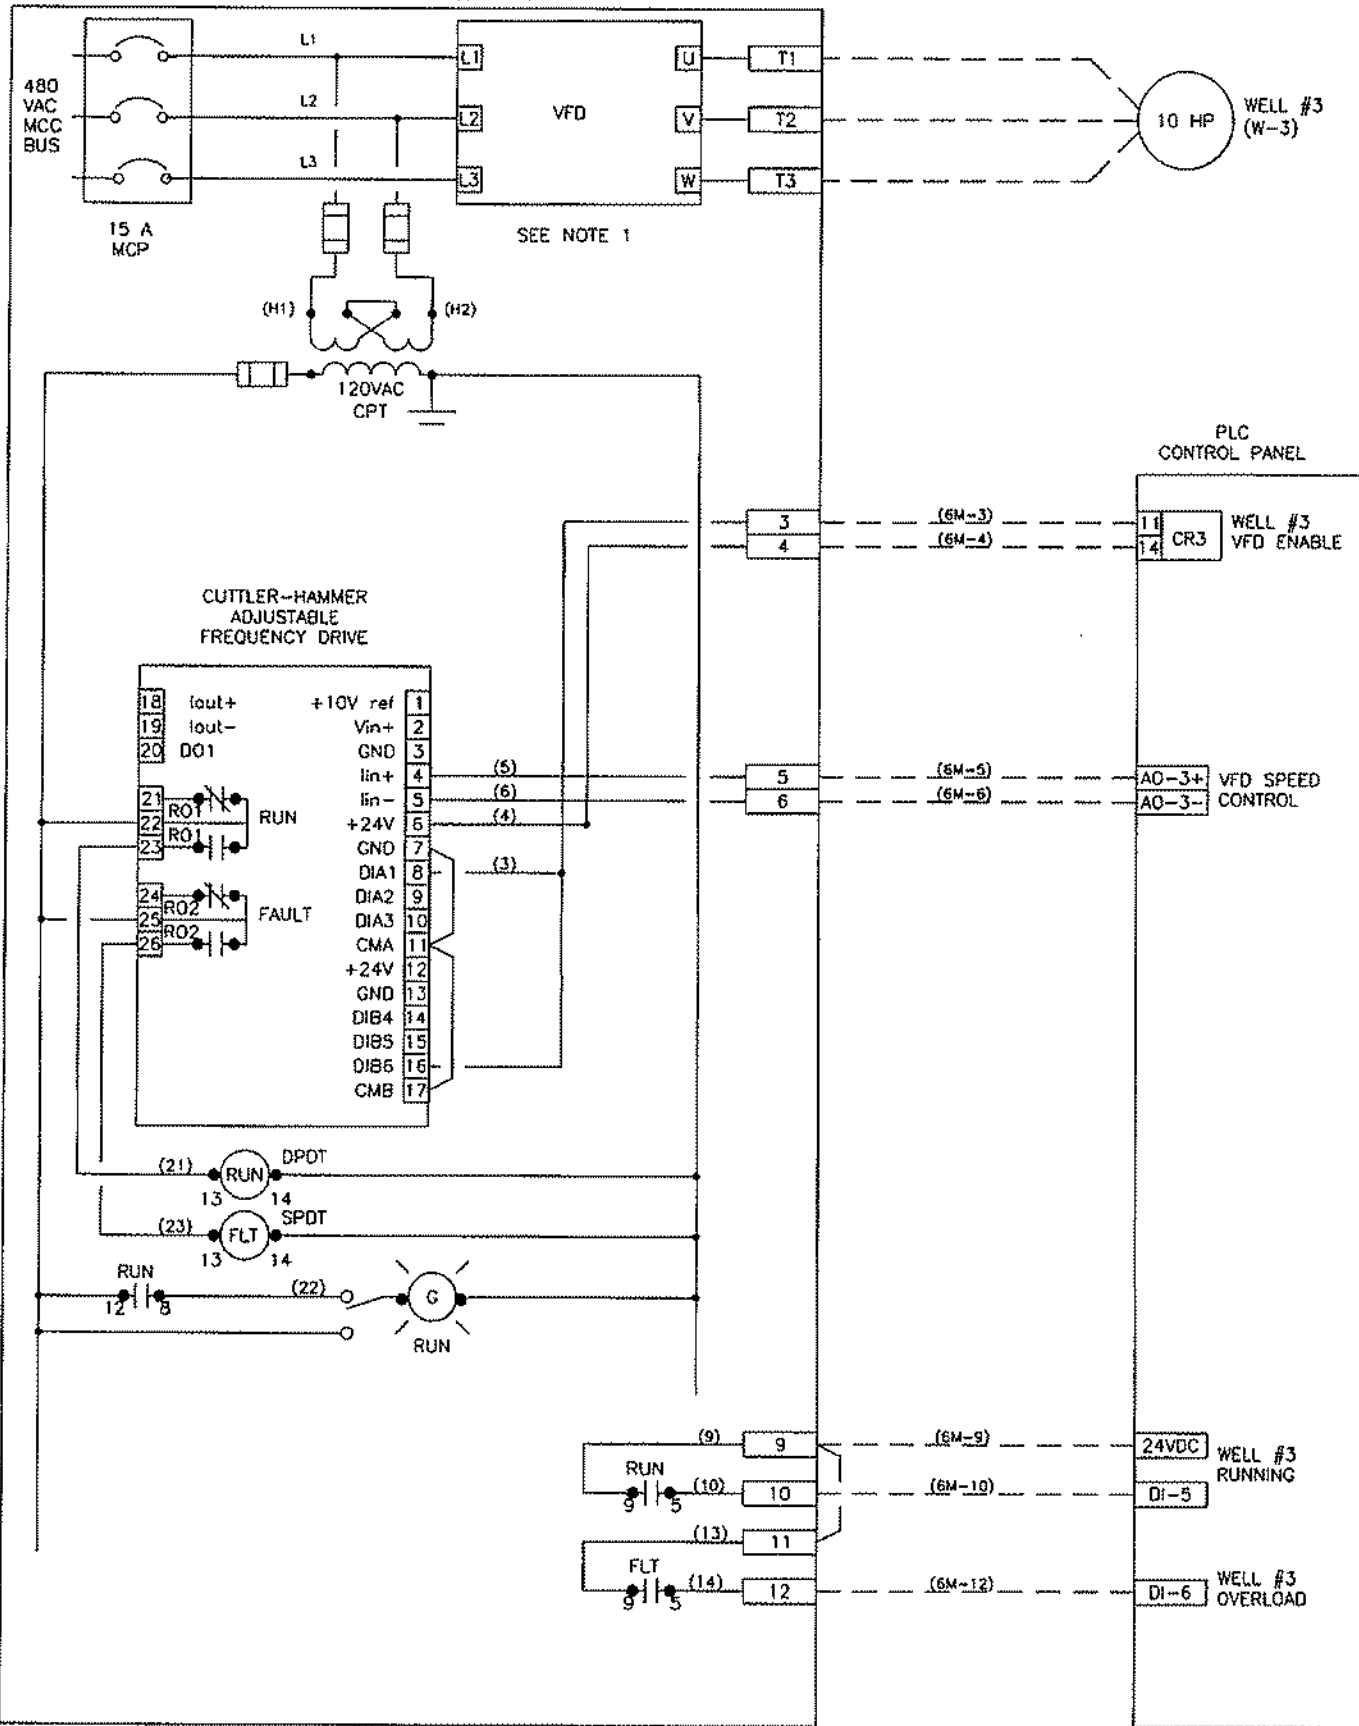 480
VAC
MCC
BUS
L1
L2
L3
15 A
MCP
L1
L2
L3
VFD
U
V
W
SEE NOTE 1
T1
T2
T3
10 HP
WELL #3
(W-3)
(H1)
(H2)
120VAC
CPT
PLC
CONTROL PANEL
3
4
(6M-3)
(6M-4)
11
14
CR3
WELL #3
VFD ENABLE
CUTTLER-HAMMER
ADJUSTABLE
FREQUENCY DRIVE
18 Iout+
19 Iout-
20 DO1
21
RO1
22
RO1
23
RUN
24
RO2
25
RO2
26
FAULT
+10V ref 1
Vin+ 2
GND 3
Iin+ 4
Iin- 5
+24V 6
GND 7
DIA1 8
DIA2 9
DIA3 10
CMA 11
+24V 12
GND 13
DIB4 14
DIB5 15
DIB6 16
CMB 17
(5)
(6)
(4)
(3)
5
6
(6M-5)
(6M-6)
AO-3+
AO-3-
VFD SPEED
CONTROL
(21)
RUN
DPDT
13
14
(23)
FLT
SPDT
13
14
RUN
12
8
(22)
G
RUN
(9)
9
(6M-9)
24VDC
WELL #3
RUNNING
RUN
9
5
(10)
10
(6M-10)
DI-5
(13)
11
FLT
9
5
(14)
12
(6M-12)
DI-6
WELL #3
OVERLOAD